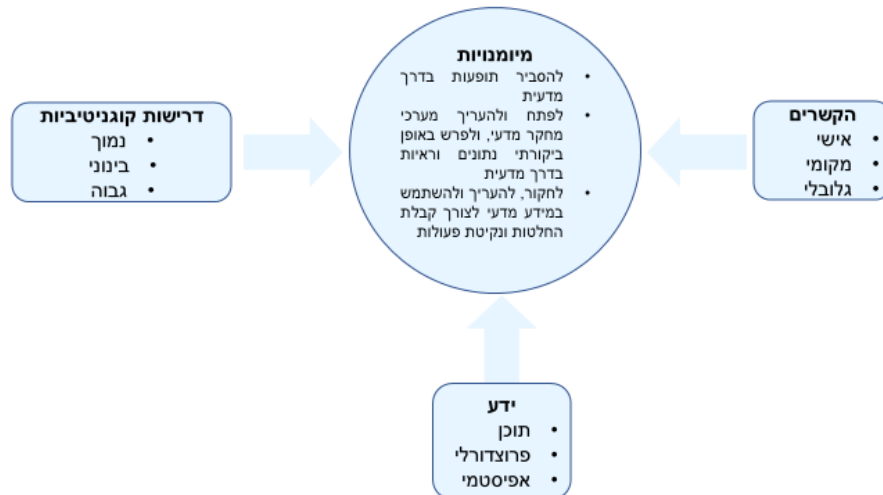 מיומנויות
• להסביר תופעות בדרך
מדעית
• לפתח ולהעריך מערכי
מחקר מדעי, ולפרש באופן
ביקורתי נתונים וראיות
בדרך מדעית
• לחקור, להעריך ולהשתמש
במידע מדעי לצורך קבלת
החלטות ונקיטת פעולות
הקשרים
• אישי
• מקומי
• גלובלי
דרישות קוגניטיביות
• נמוך
• בינוני
• גבוה
ידע
• תוכן
• פרוצדורלי
• אפיסטמי